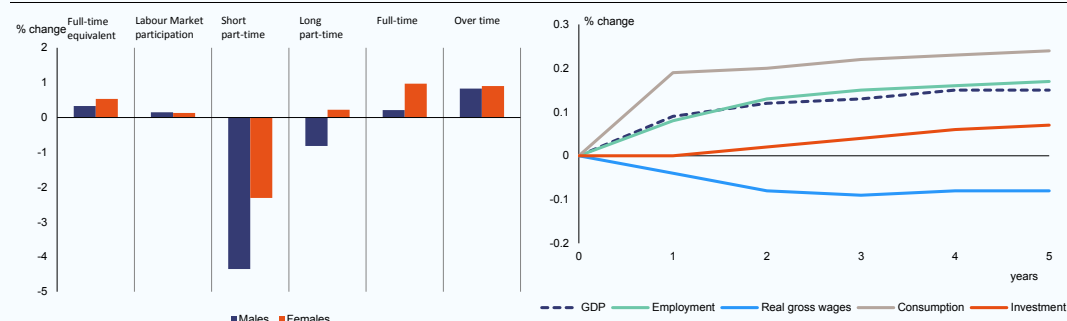 % change
Full-time equivalent
Labour Market participation
Short part-time
Long part-time
Full-time
Over time
2
1
0
-1
-2
-3
-4
-5
Males Females
% change
0.3
0.2
0.1
0
-0.1
-0.2
0 1 2 3 4 5
years
GDP Employment Real gross wages Consumption Investment